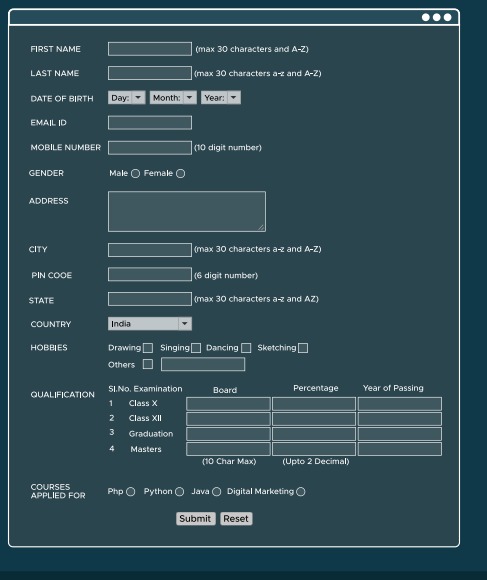 FIRST NAME (max 30 characters and A-Z)
LAST NAME (max 30 characters a-z and A-Z)
DATE OF BIRTH Day: Month: Year:
EMAIL ID
MOBILE NUMBER (10 digit number)
GENDER Male Female
ADDRESS
CITY (max 30 characters a-z and A-Z)
PIN COOE (6 digit number)
STATE (max 30 characters a-z and AZ)
COUNTRY India
HOBBIES Drawing Singing Dancing Sketching
Others
QUALIFICATION SI.No. Examination Board Percentage Year of Passing
1 Class X
2 Class XII
3 Graduation
4 Masters
(10 Char Max) (Upto 2 Decimal)
COURSES
APPLIED FOR Php Python Java Digital Marketing
Submit Reset